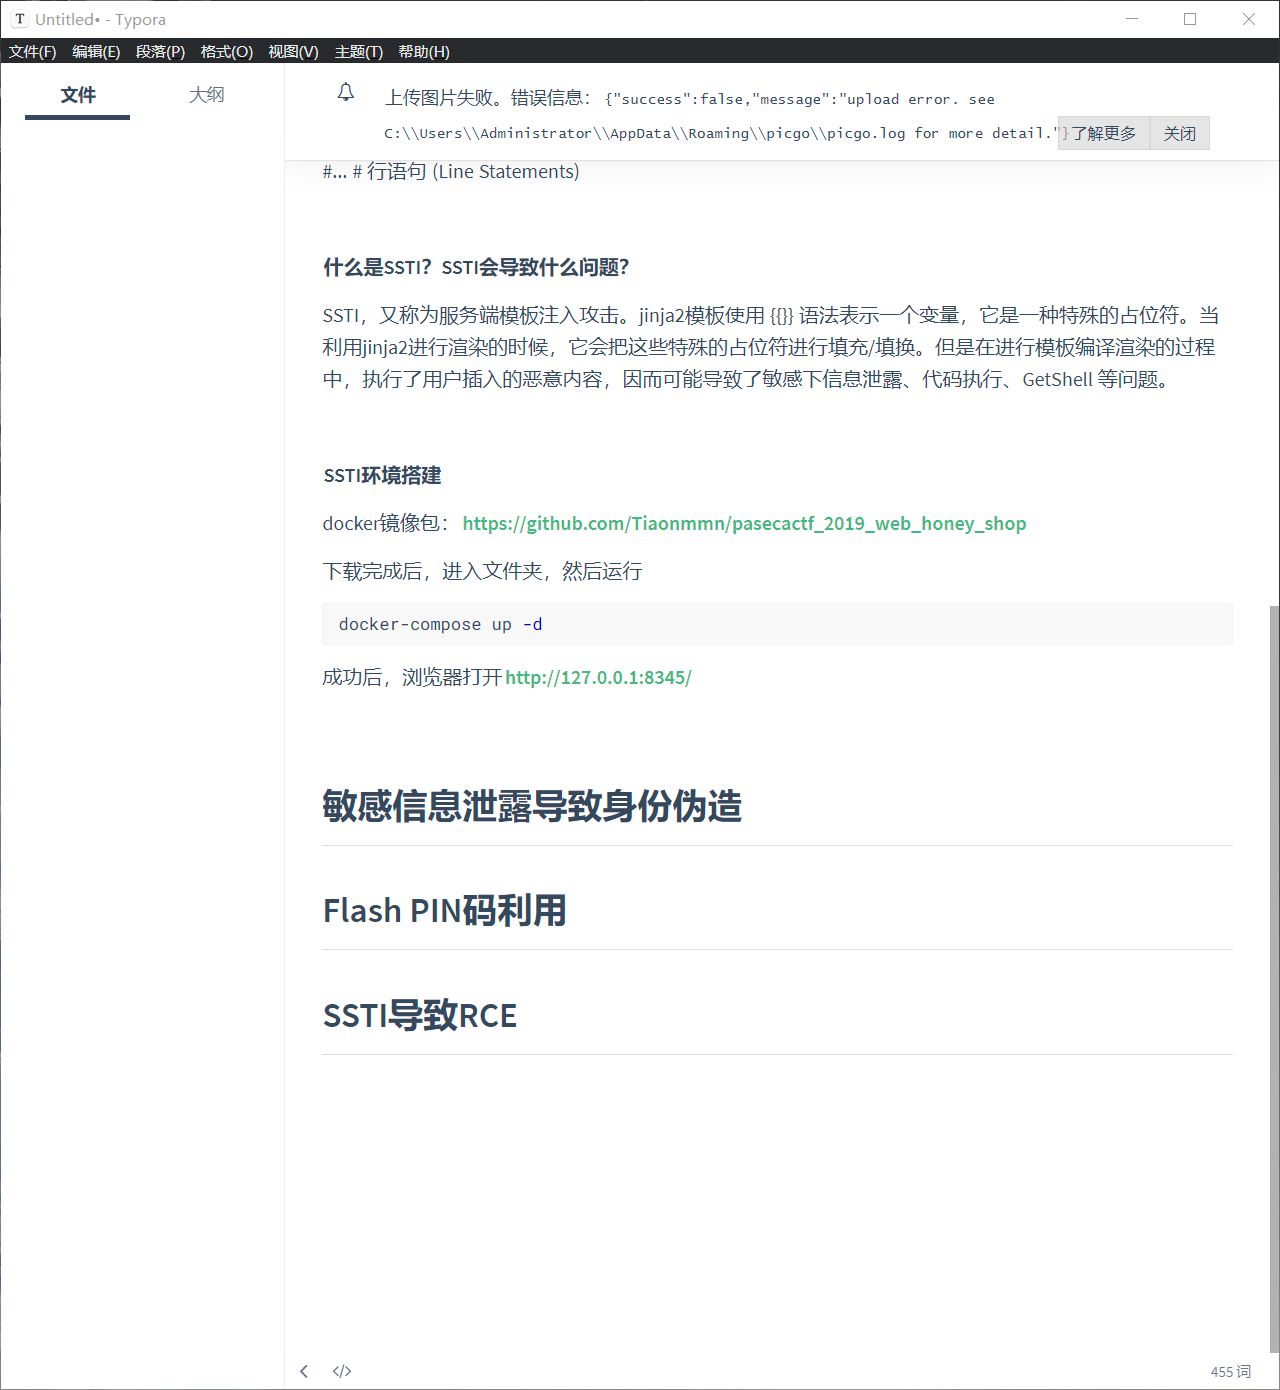 T Untitled• - Typora
文件(F) 编辑(E) 段落(P) 格式(O) 视图(V) 主题(T) 帮助(H)
文件 大纲
上传图片失败。错误信息： {"success":false,"message":"upload error. see
C:\\Users\\Administrator\\AppData\\Roaming\\picgo\\picgo.log for more detail."} 了解更多 关闭
#... # 行语句 (Line Statements)
什么是SSTI？SSTI会导致什么问题？
SSTI，又称为服务端模板注入攻击。jinja2模板使用 {{}} 语法表示一个变量，它是一种特殊的占位符。当
利用jinja2进行渲染的时候，它会把这些特殊的占位符进行填充/填换。但是在进行模板编译渲染的过程
中，执行了用户插入的恶意内容，因而可能导致了敏感下信息泄露、代码执行、GetShell 等问题。
SSTI环境搭建
docker镜像包： https://github.com/Tiaonmmn/pasecactf_2019_web_honey_shop
下载完成后，进入文件夹，然后运行
docker-compose up -d
成功后，浏览器打开http://127.0.0.1:8345/
敏感信息泄露导致身份伪造
Flash PIN码利用
SSTI导致RCE
455 词